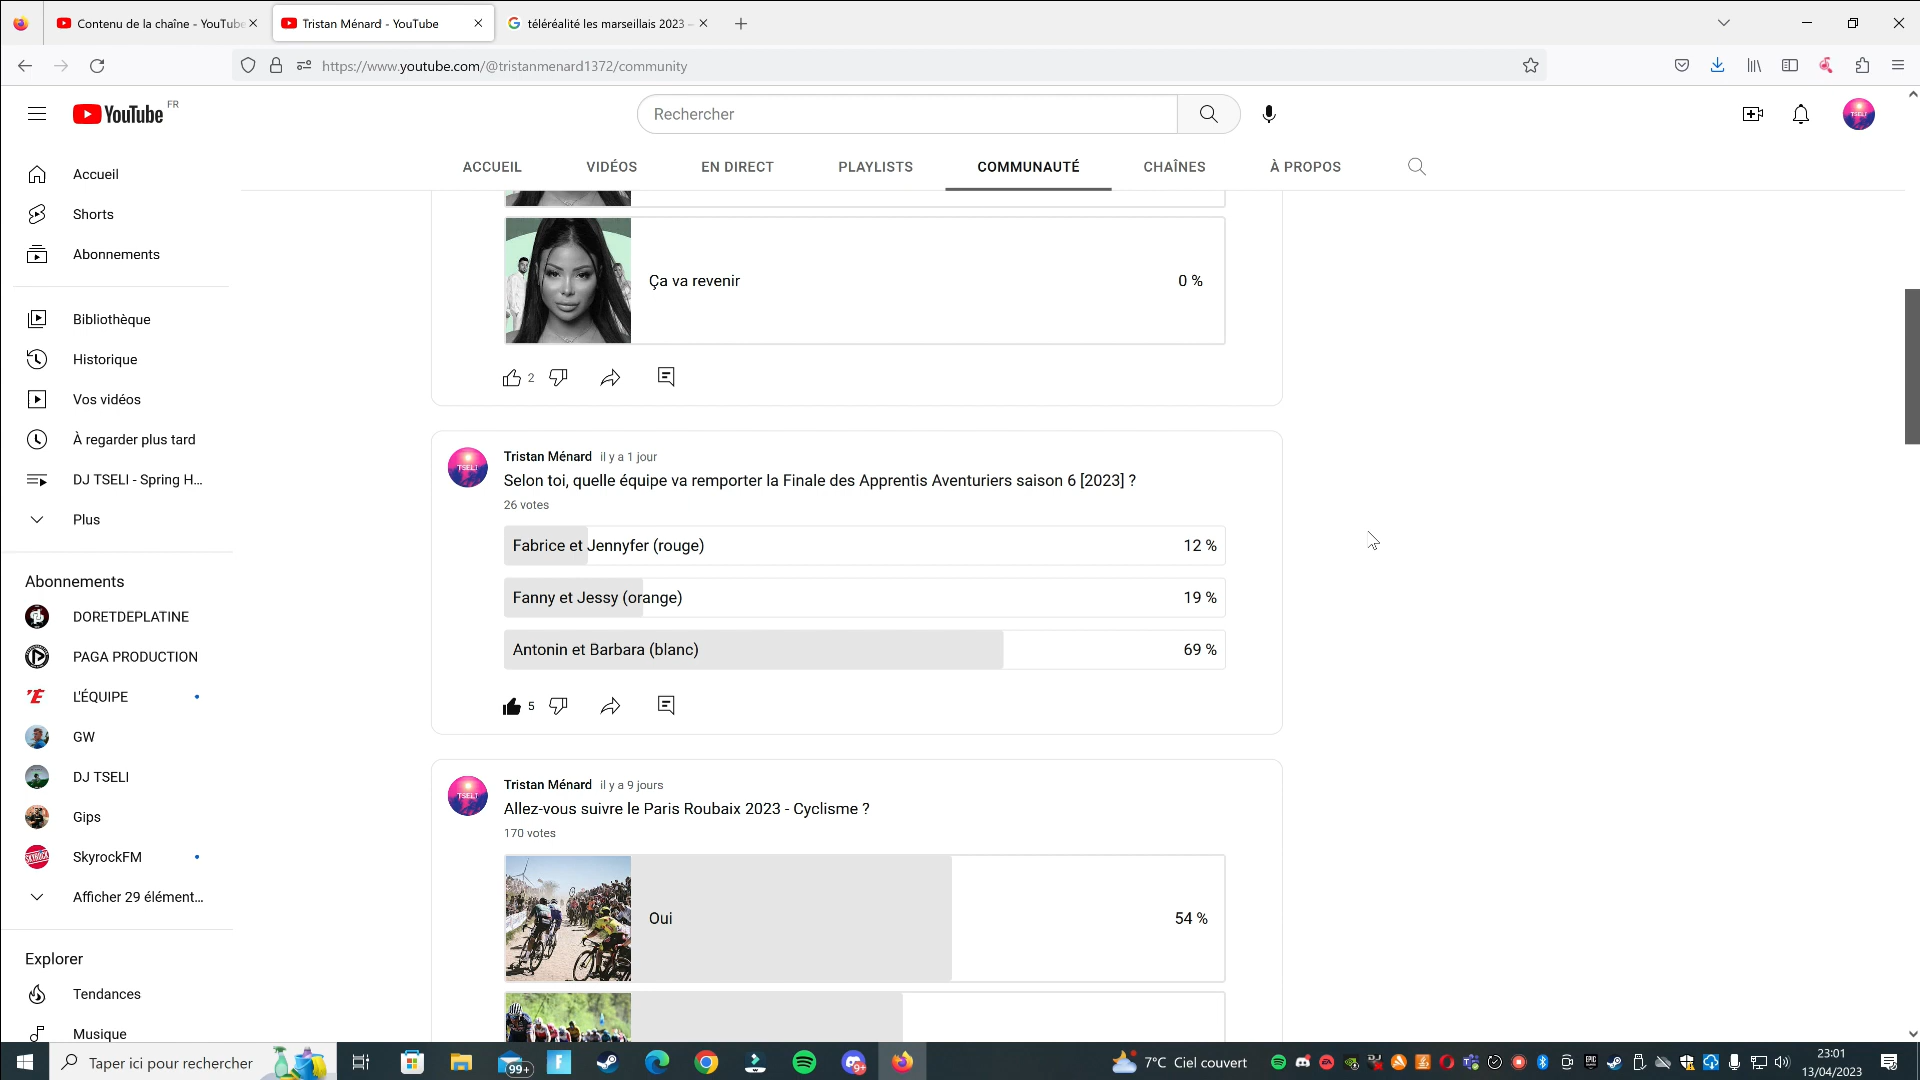 Contenu de la chaîne - YouTube
Tristan Ménard - YouTube
téléréalité les marseillais 2023 -
https://www.youtube.com/@tristanmenard1372/community
YouTube FR
Rechercher
TSELI
ACCUEIL
VIDÉOS
EN DIRECT
PLAYLISTS
COMMUNAUTÉ
CHAÎNES
À PROPOS
Accueil
Shorts
Abonnements
Bibliothèque
Historique
Vos vidéos
À regarder plus tard
DJ TSELI - Spring H...
Plus
Abonnements
DORETDEPLATINE
PAGA PRODUCTION
L'ÉQUIPE
GW
DJ TSELI
Gips
SKYROCK
SkyrockFM
Afficher 29 élément...
Explorer
Tendances
Musique
Ça va revenir
0 %
2
TSELI
Tristan Ménard il y a 1 jour
Selon toi, quelle équipe va remporter la Finale des Apprentis Aventuriers saison 6 [2023] ?
26 votes
Fabrice et Jennyfer (rouge) 12 %
Fanny et Jessy (orange) 19 %
Antonin et Barbara (blanc) 69 %
5
TSELI
Tristan Ménard il y a 9 jours
Allez-vous suivre le Paris Roubaix 2023 - Cyclisme ?
170 votes
Oui 54 %
Taper ici pour rechercher
99+
9+
7°C Ciel couvert
23:01
13/04/2023